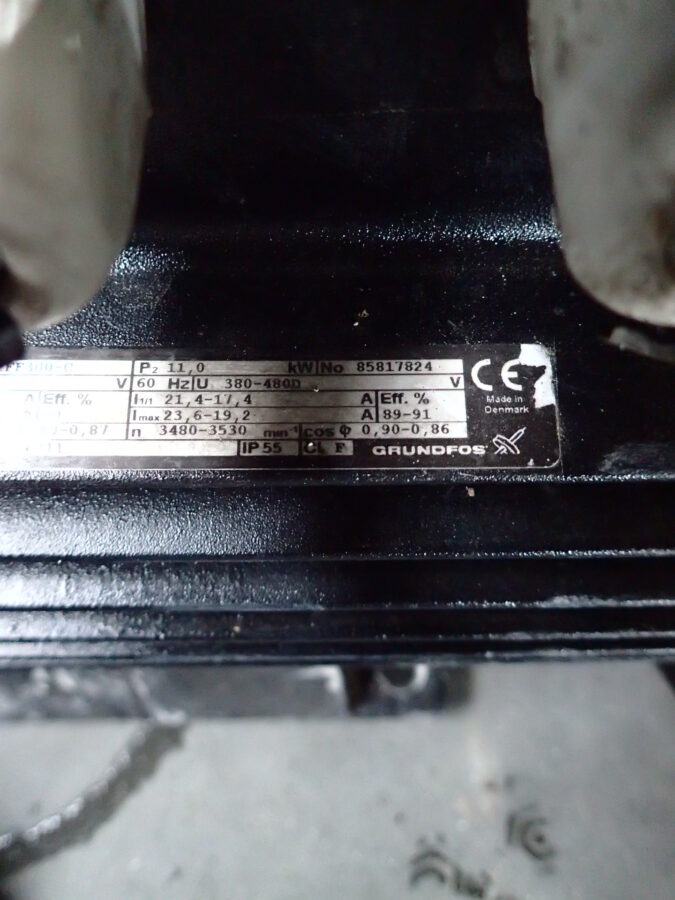 P₂ 11,0 kW No 85817824
V 60 Hz U 380-480D V
A Eff. % I1/1 21,4-17,4 A Eff. %
Imax 23,6-19,2 A 89-91
-0,87 n 3480-3530 min⁻¹ cos φ 0,90-0,86
IP 55 CL F
CE
Made in
Denmark
GRUNDFOS